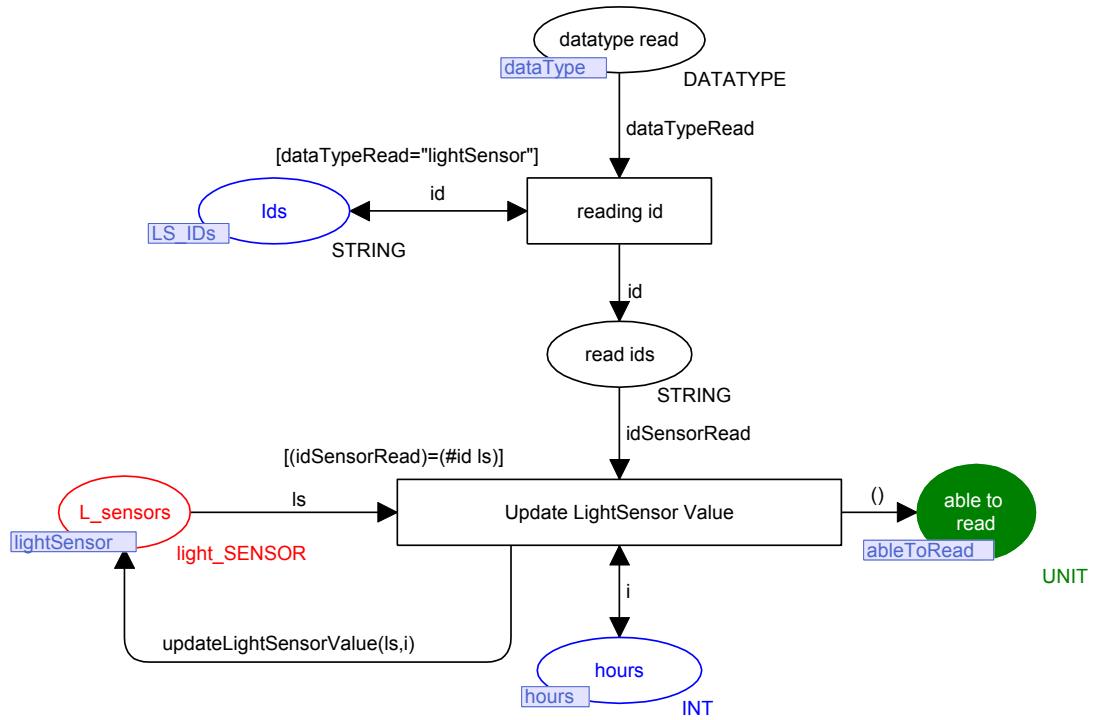 datatype read
dataType
DATATYPE
dataTypeRead
[dataTypeRead="lightSensor"]
id
Ids
LS_IDs
STRING
reading id
id
read ids
STRING
idSensorRead
[(idSensorRead)=(#id ls)]
L_sensors
lightSensor
light_SENSOR
ls
Update LightSensor Value
()
able to
read
ableToRead
UNIT
i
updateLightSensorValue(ls,i)
hours
hours
INT